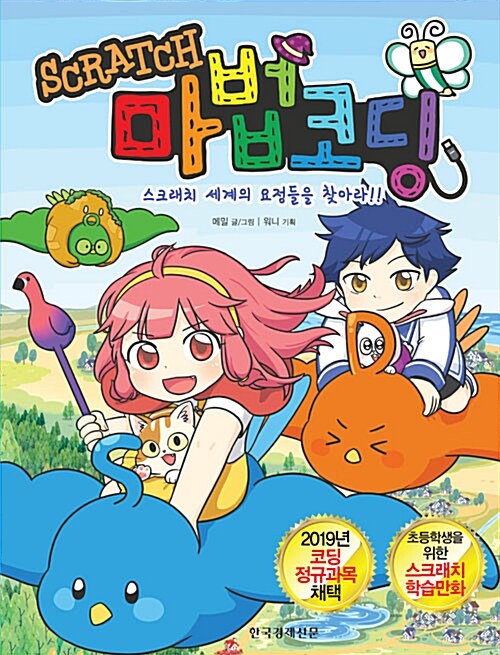 SCRATCH
마법코딩
스크래치 세계의 요정들을 찾아라!!
메밀 글/그림 | 워니 기획
2019년
코딩
정규과목
채택
초등학생을
위한
스크래치
학습만화
한국경제신문